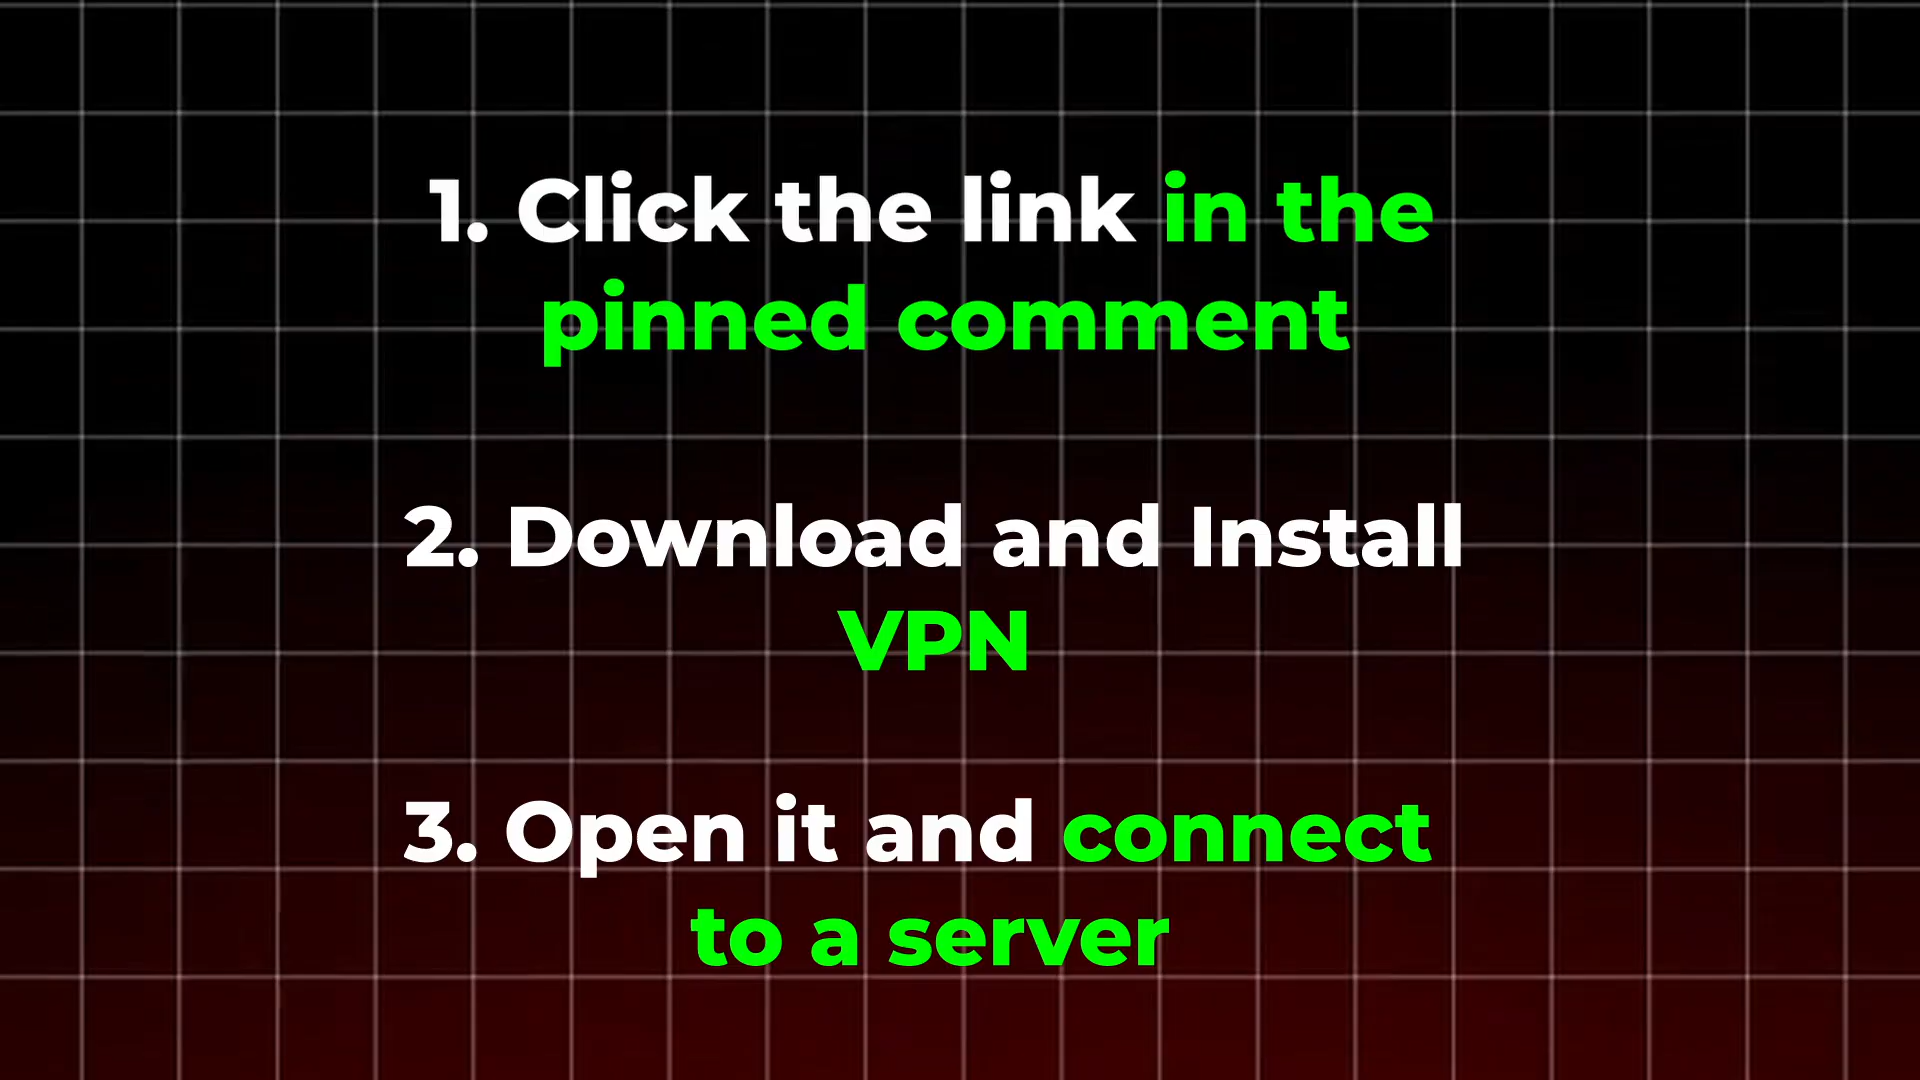 1. Click the link in the
pinned comment
2. Download and Install
VPN
3. Open it and connect
to a server